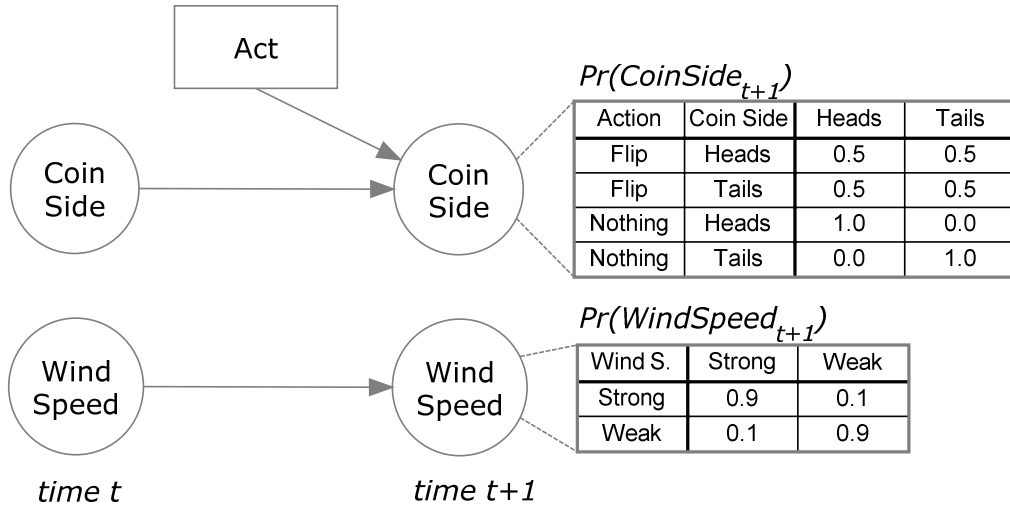 Act
Coin
Side
Coin
Side
Pr(CoinSide t+1)
Action Coin Side Heads Tails
Flip Heads 0.5 0.5
Flip Tails 0.5 0.5
Nothing Heads 1.0 0.0
Nothing Tails 0.0 1.0
Wind
Speed
Wind
Speed
Pr(WindSpeed t+1)
Wind S. Strong Weak
Strong 0.9 0.1
Weak 0.1 0.9
time t
time t+1